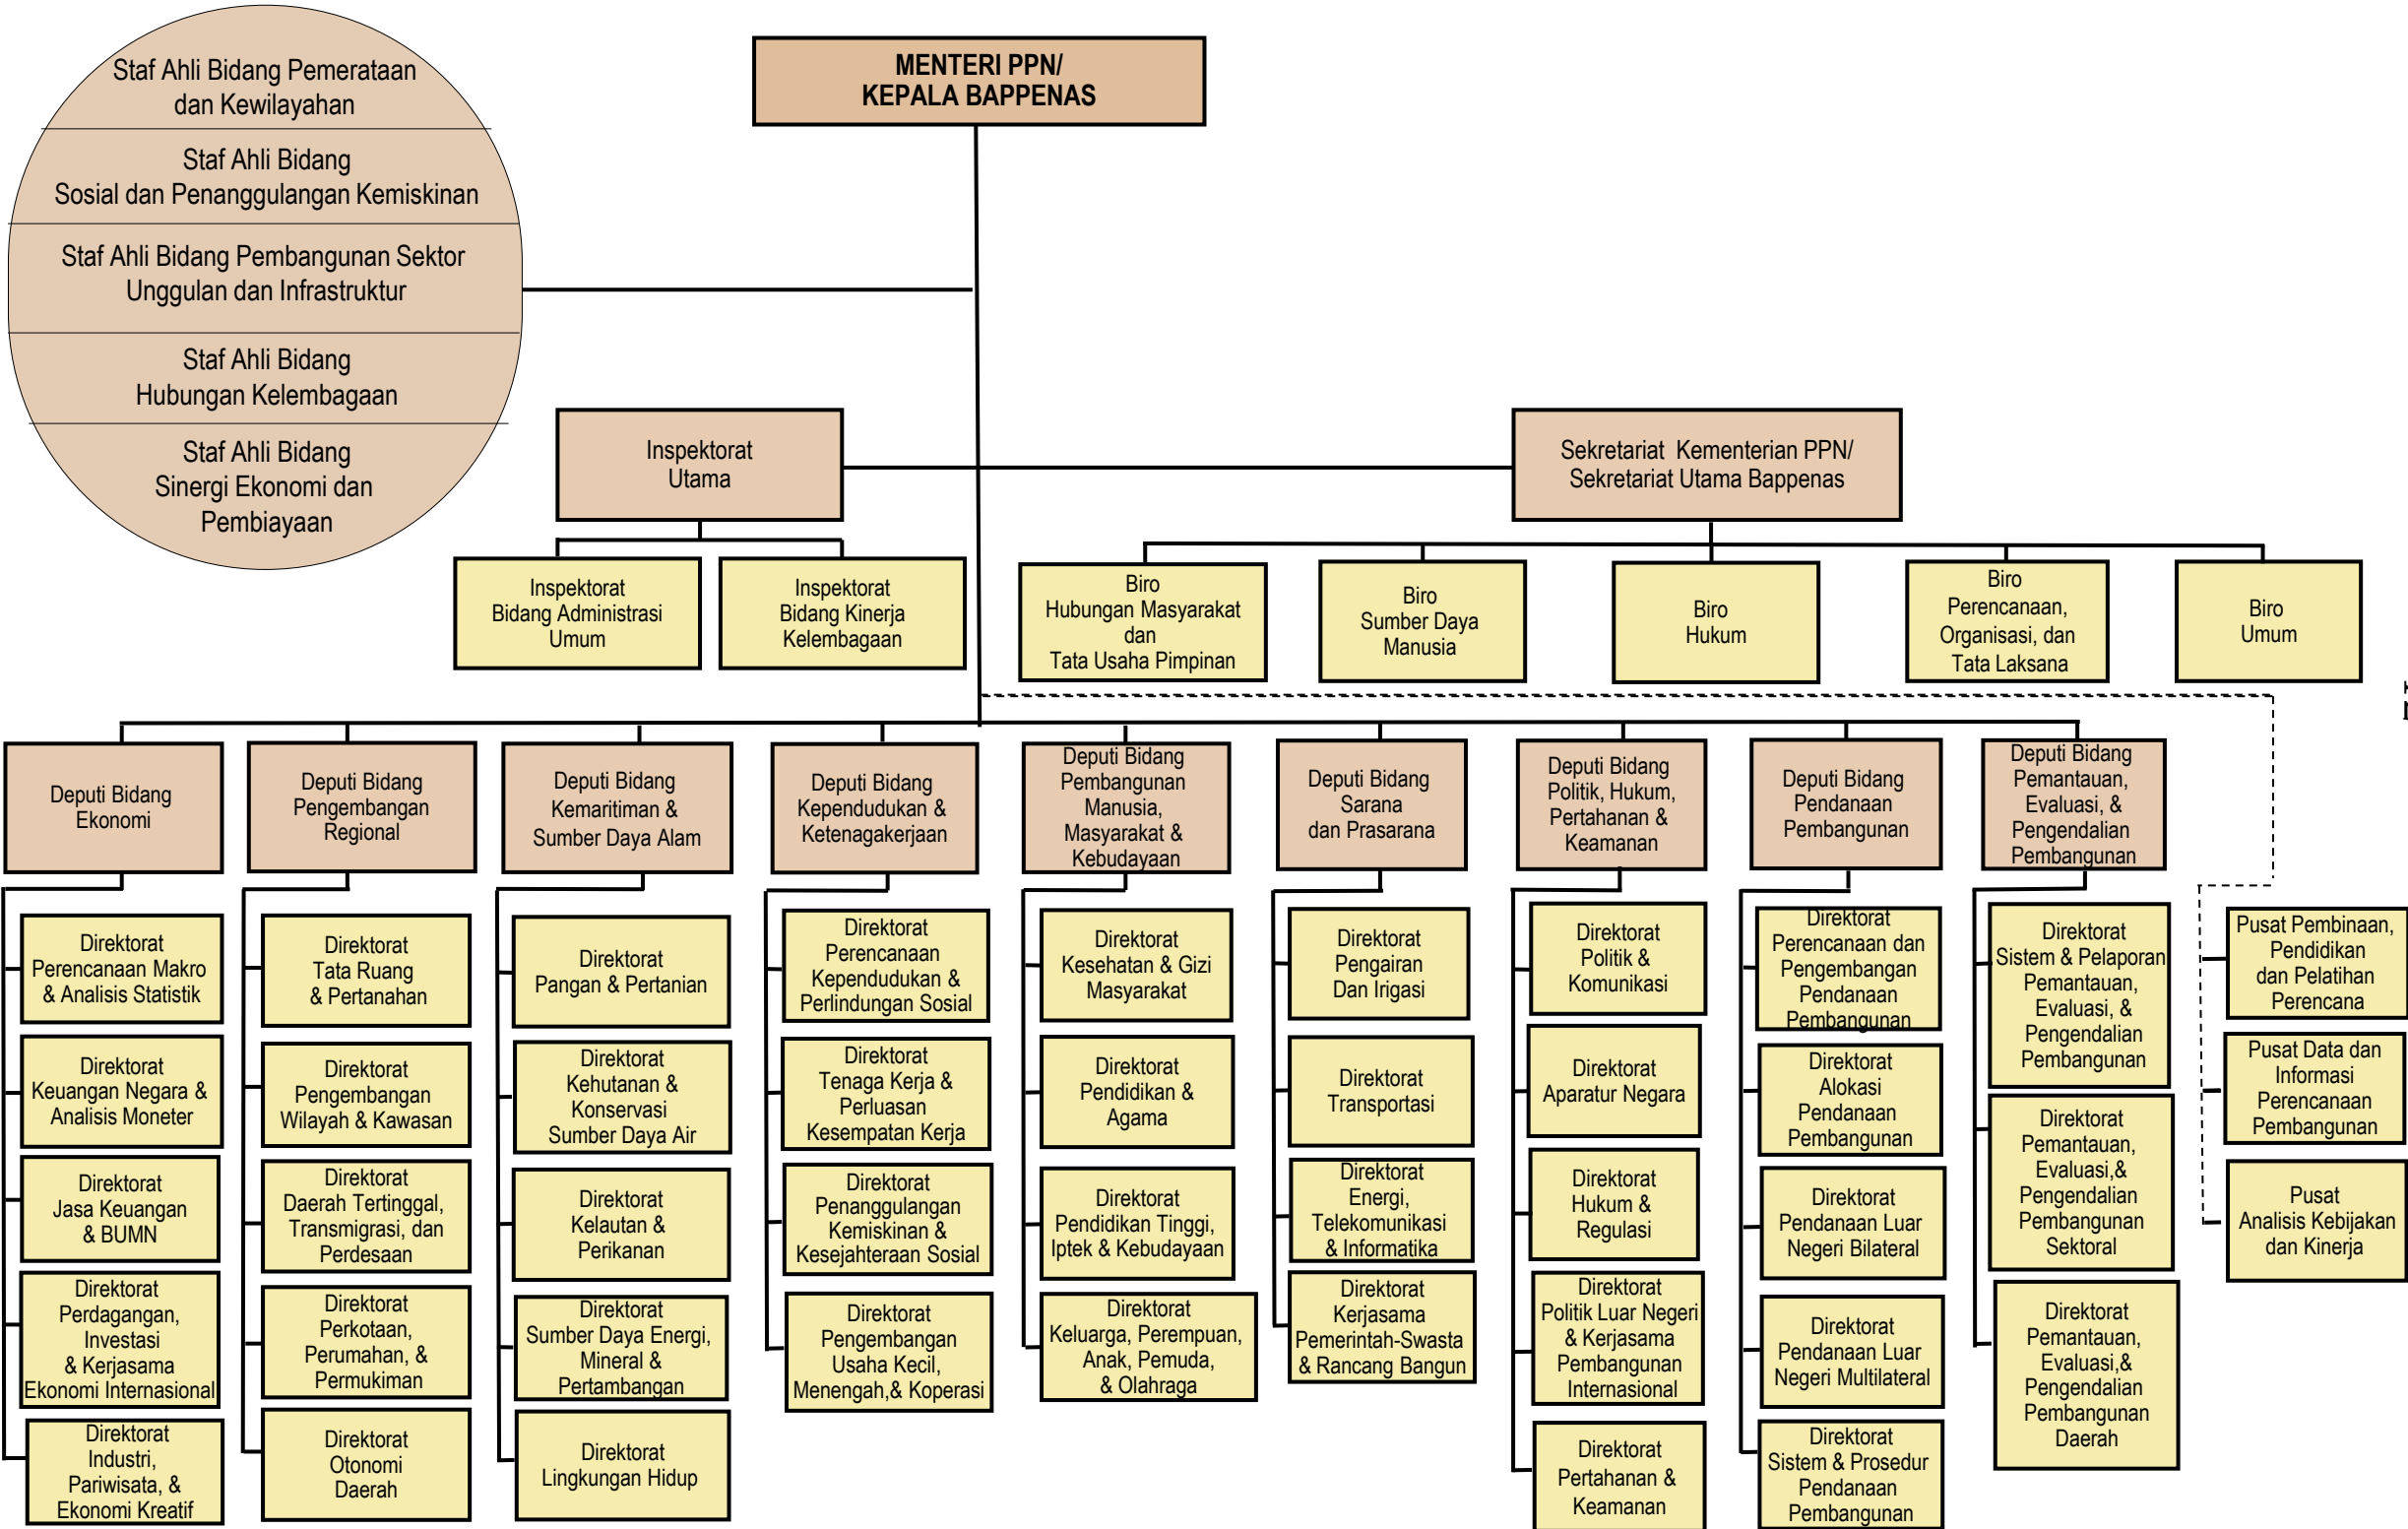 Staf Ahli Bidang Pemerataan
dan Kewilayahan
Staf Ahli Bidang
Sosial dan Penanggulangan Kemiskinan
Staf Ahli Bidang Pembangunan Sektor
Unggulan dan Infrastruktur
Staf Ahli Bidang
Hubungan Kelembagaan
Staf Ahli Bidang
Sinergi Ekonomi dan
Pembiayaan
MENTERI PPN/
KEPALA BAPPENAS
Inspektorat
Utama
Sekretariat Kementerian PPN/
Sekretariat Utama Bappenas
Inspektorat
Bidang Administrasi
Umum
Inspektorat
Bidang Kinerja
Kelembagaan
Biro
Hubungan Masyarakat
dan
Tata Usaha Pimpinan
Biro
Sumber Daya
Manusia
Biro
Hukum
Biro
Perencanaan,
Organisasi, dan
Tata Laksana
Biro
Umum
Deputi Bidang
Ekonomi
Deputi Bidang
Pengembangan
Regional
Deputi Bidang
Kemaritiman &
Sumber Daya Alam
Deputi Bidang
Kependudukan &
Ketenagakerjaan
Deputi Bidang
Pembangunan
Manusia,
Masyarakat &
Kebudayaan
Deputi Bidang
Sarana
dan Prasarana
Deputi Bidang
Politik, Hukum,
Pertahanan &
Keamanan
Deputi Bidang
Pendanaan
Pembangunan
Deputi Bidang
Pemantauan,
Evaluasi, &
Pengendalian
Pembangunan
Direktorat
Perencanaan Makro
& Analisis Statistik
Direktorat
Keuangan Negara &
Analisis Moneter
Direktorat
Jasa Keuangan
& BUMN
Direktorat
Perdagangan,
Investasi
& Kerjasama
Ekonomi Internasional
Direktorat
Industri,
Pariwisata, &
Ekonomi Kreatif
Direktorat
Tata Ruang
& Pertanahan
Direktorat
Pengembangan
Wilayah & Kawasan
Direktorat
Daerah Tertinggal,
Transmigrasi, dan
Perdesaan
Direktorat
Perkotaan,
Perumahan, &
Permukiman
Direktorat
Otonomi
Daerah
Direktorat
Pangan & Pertanian
Direktorat
Kehutanan &
Konservasi
Sumber Daya Air
Direktorat
Kelautan &
Perikanan
Direktorat
Sumber Daya Energi,
Mineral &
Pertambangan
Direktorat
Lingkungan Hidup
Direktorat
Perencanaan
Kependudukan &
Perlindungan Sosial
Direktorat
Tenaga Kerja &
Perluasan
Kesempatan Kerja
Direktorat
Penanggulangan
Kemiskinan &
Kesejahteraan Sosial
Direktorat
Pengembangan
Usaha Kecil,
Menengah,& Koperasi
Direktorat
Kesehatan & Gizi
Masyarakat
Direktorat
Pendidikan &
Agama
Direktorat
Pendidikan Tinggi,
Iptek & Kebudayaan
Direktorat
Keluarga, Perempuan,
Anak, Pemuda,
& Olahraga
Direktorat
Pengairan
Dan Irigasi
Direktorat
Transportasi
Direktorat
Energi,
Telekomunikasi
& Informatika
Direktorat
Kerjasama
Pemerintah-Swasta
& Rancang Bangun
Direktorat
Politik &
Komunikasi
Direktorat
Aparatur Negara
Direktorat
Hukum &
Regulasi
Direktorat
Politik Luar Negeri
& Kerjasama
Pembangunan
Internasional
Direktorat
Pertahanan &
Keamanan
Direktorat
Perencanaan dan
Pengembangan
Pendanaan
Pembangunan
Direktorat
Alokasi
Pendanaan
Pembangunan
Direktorat
Pendanaan Luar
Negeri Bilateral
Direktorat
Pendanaan Luar
Negeri Multilateral
Direktorat
Sistem & Prosedur
Pendanaan
Pembangunan
Direktorat
Sistem & Pelaporan
Pemantauan,
Evaluasi, &
Pengendalian
Pembangunan
Direktorat
Pemantauan,
Evaluasi,&
Pengendalian
Pembangunan
Sektoral
Direktorat
Pemantauan,
Evaluasi,&
Pengendalian
Pembangunan
Daerah
Pusat Pembinaan,
Pendidikan
dan Pelatihan
Perencana
Pusat Data dan
Informasi
Perencanaan
Pembangunan
Pusat
Analisis Kebijakan
dan Kinerja